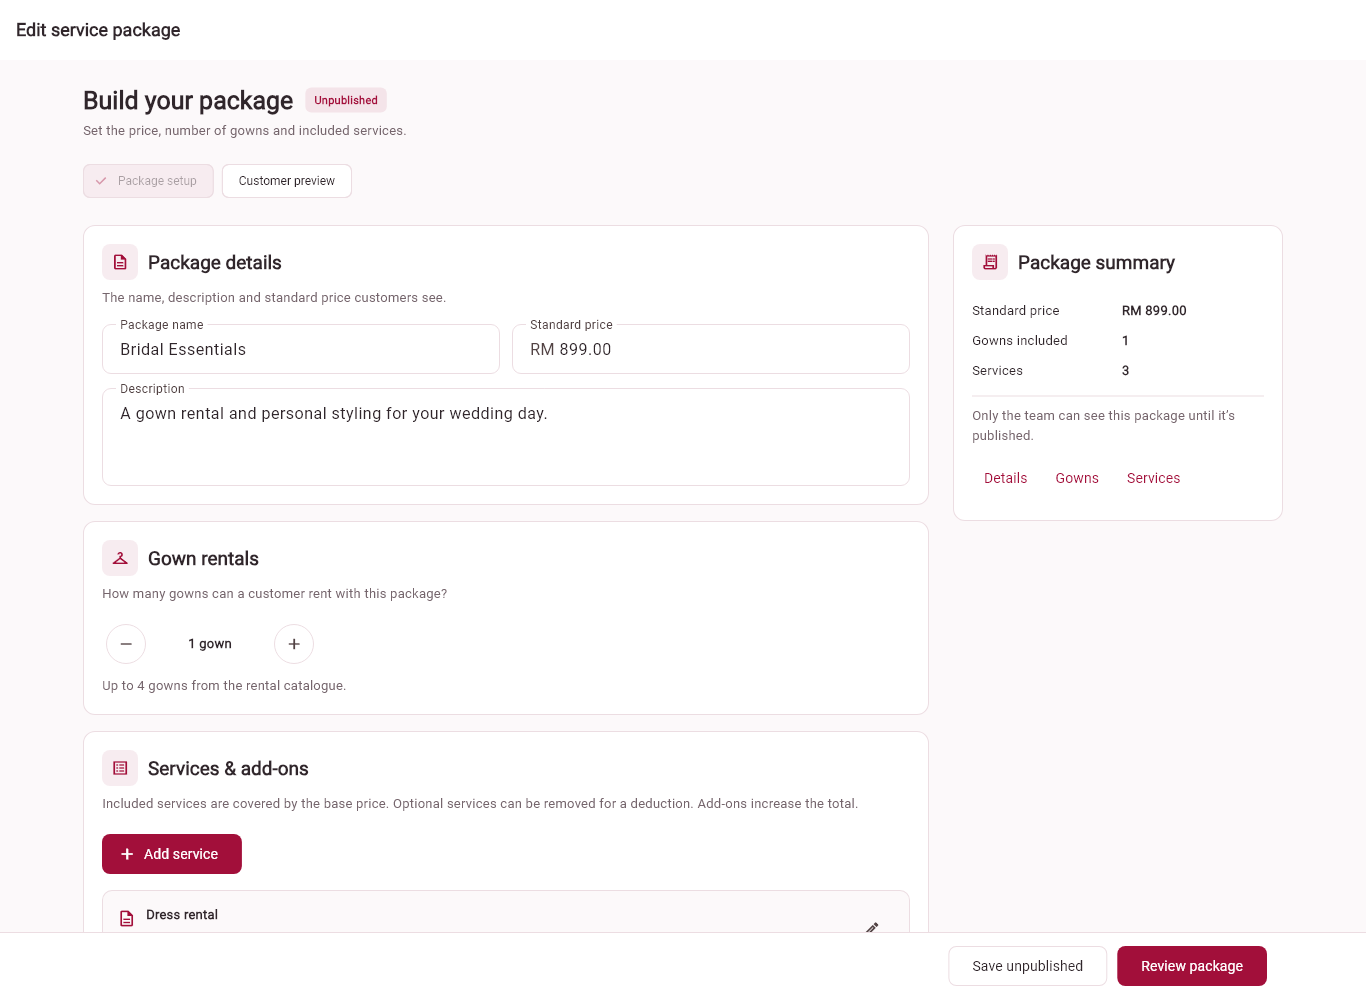 Edit service package
Build your package
Unpublished
Set the price, number of gowns and included services.
Package setup
Customer preview
Package details
The name, description and standard price customers see.
Package name
Bridal Essentials
Standard price
RM 899.00
Description
A gown rental and personal styling for your wedding day.
Package summary
Standard price RM 899.00
Gowns included 1
Services 3
Only the team can see this package until it's
published.
Details Gowns Services
Gown rentals
How many gowns can a customer rent with this package?
1 gown
Up to 4 gowns from the rental catalogue.
Services & add-ons
Included services are covered by the base price. Optional services can be removed for a deduction. Add-ons increase the total.
Add service
Dress rental
Save unpublished
Review package